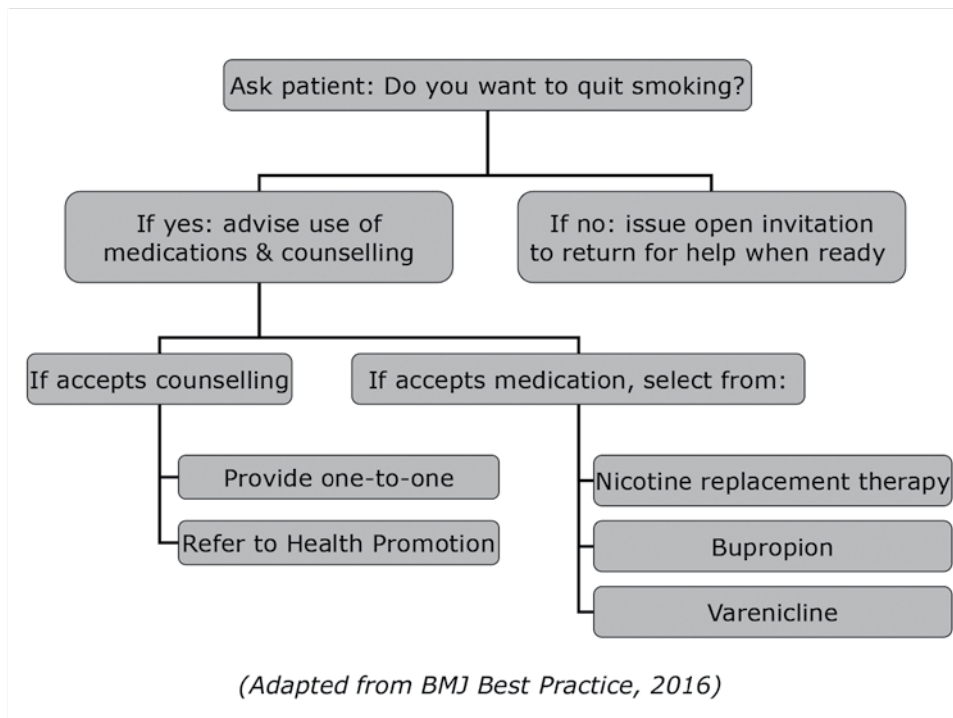 Ask patient: Do you want to quit smoking?
If yes: advise use of
medications & counselling
If no: issue open invitation
to return for help when ready
If accepts counselling
If accepts medication, select from:
Provide one-to-one
Refer to Health Promotion
Nicotine replacement therapy
Bupropion
Varenicline
(Adapted from BMJ Best Practice, 2016)